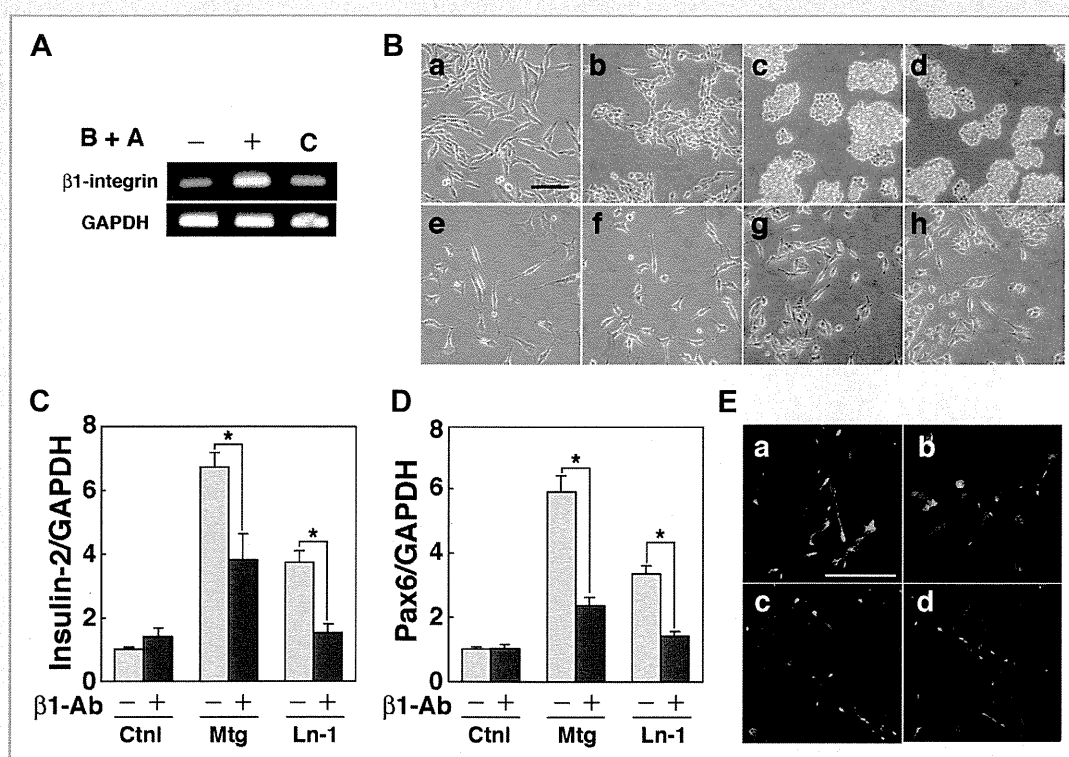 A
B + A − + C
β1-integrin
GAPDH
B
a b c d
e f g h
C
Insulin-2/GAPDH
8
6
4
2
0
* *
β1-Ab − + − + − +
Ctnl Mtg Ln-1
D
Pax6/GAPDH
8
6
4
2
0
* *
β1-Ab − + − + − +
Ctnl Mtg Ln-1
E
a b
c d